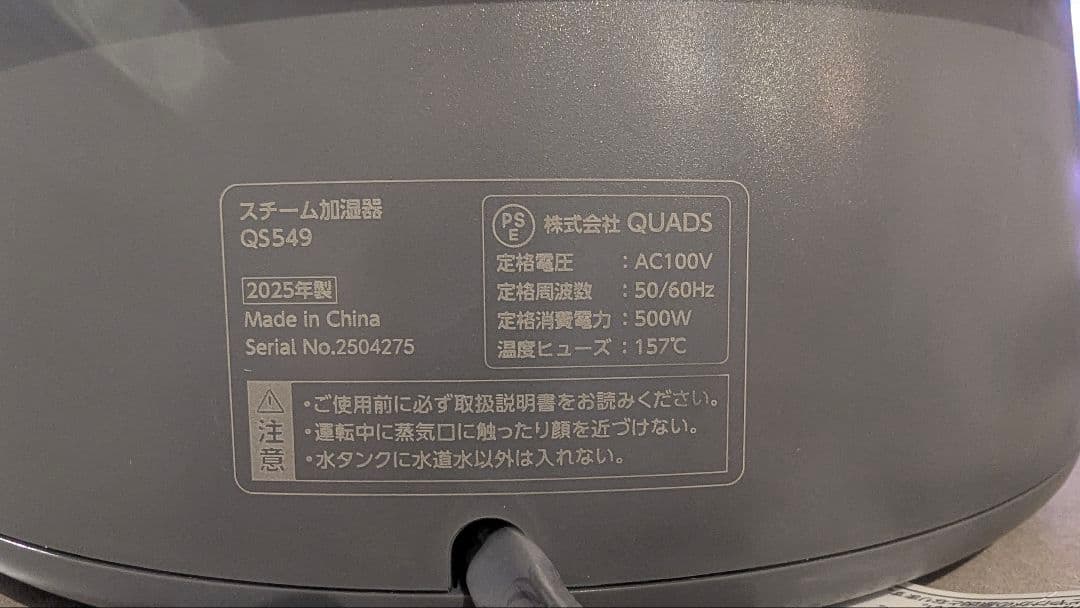 スチーム加湿器
QS549
2025年製
Made in China
Serial No.2504275
PSE 株式会社 QUADS
定格電圧 : AC100V
定格周波数 : 50/60Hz
定格消費電力 : 500W
温度ヒューズ : 157℃
注意
・ご使用前に必ず取扱説明書をお読みください。
・運転中に蒸気口に触ったり顔を近づけない。
・水タンクに水道水以外は入れない。